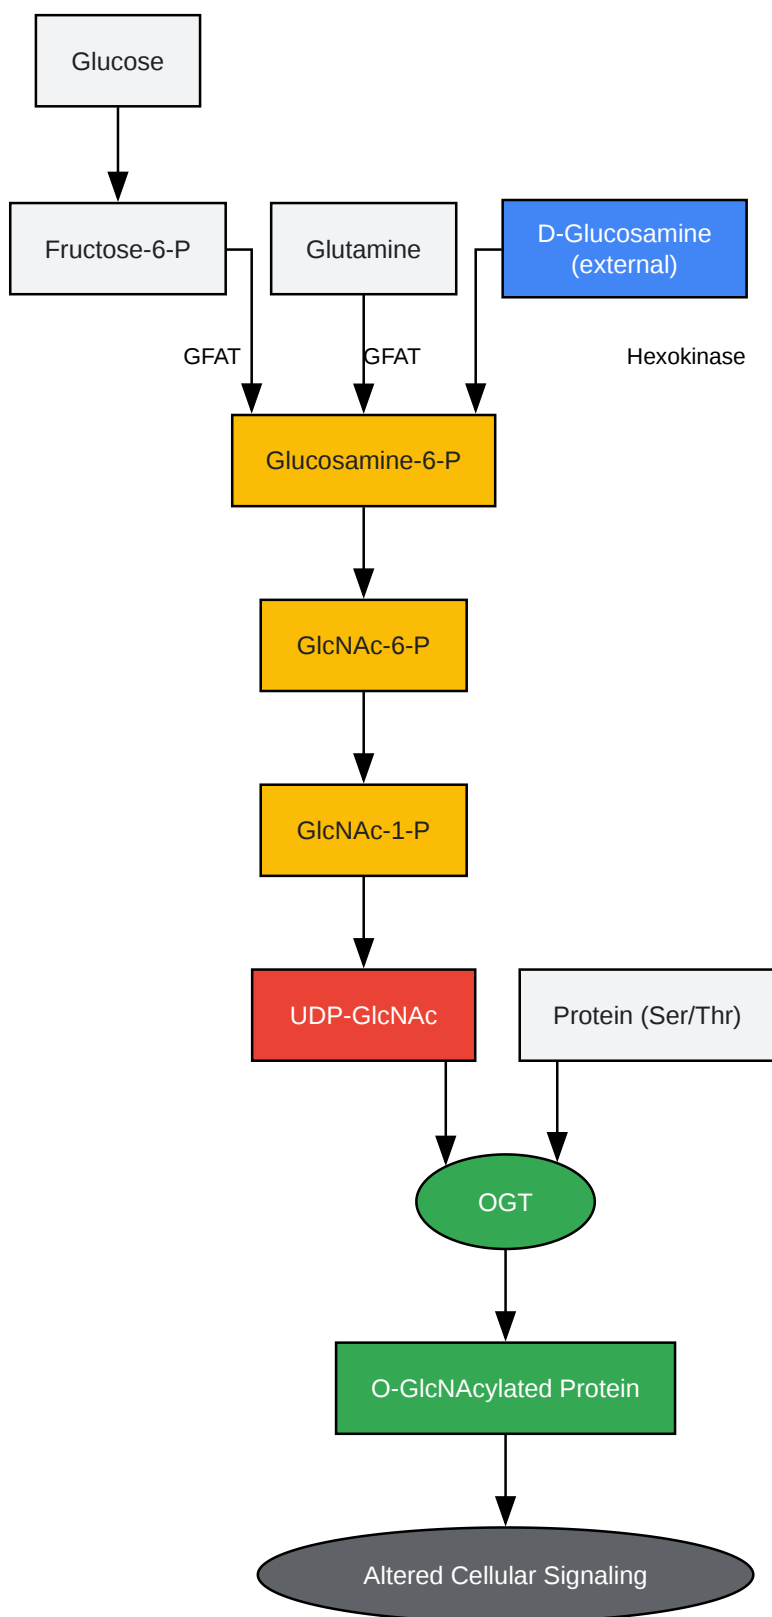 Glucose
Fructose-6-P
Glutamine
D-Glucosamine
(external)
GFAT
GFAT
Hexokinase
Glucosamine-6-P
GlcNAc-6-P
GlcNAc-1-P
UDP-GlcNAc
Protein (Ser/Thr)
OGT
O-GlcNAcylated Protein
Altered Cellular Signaling